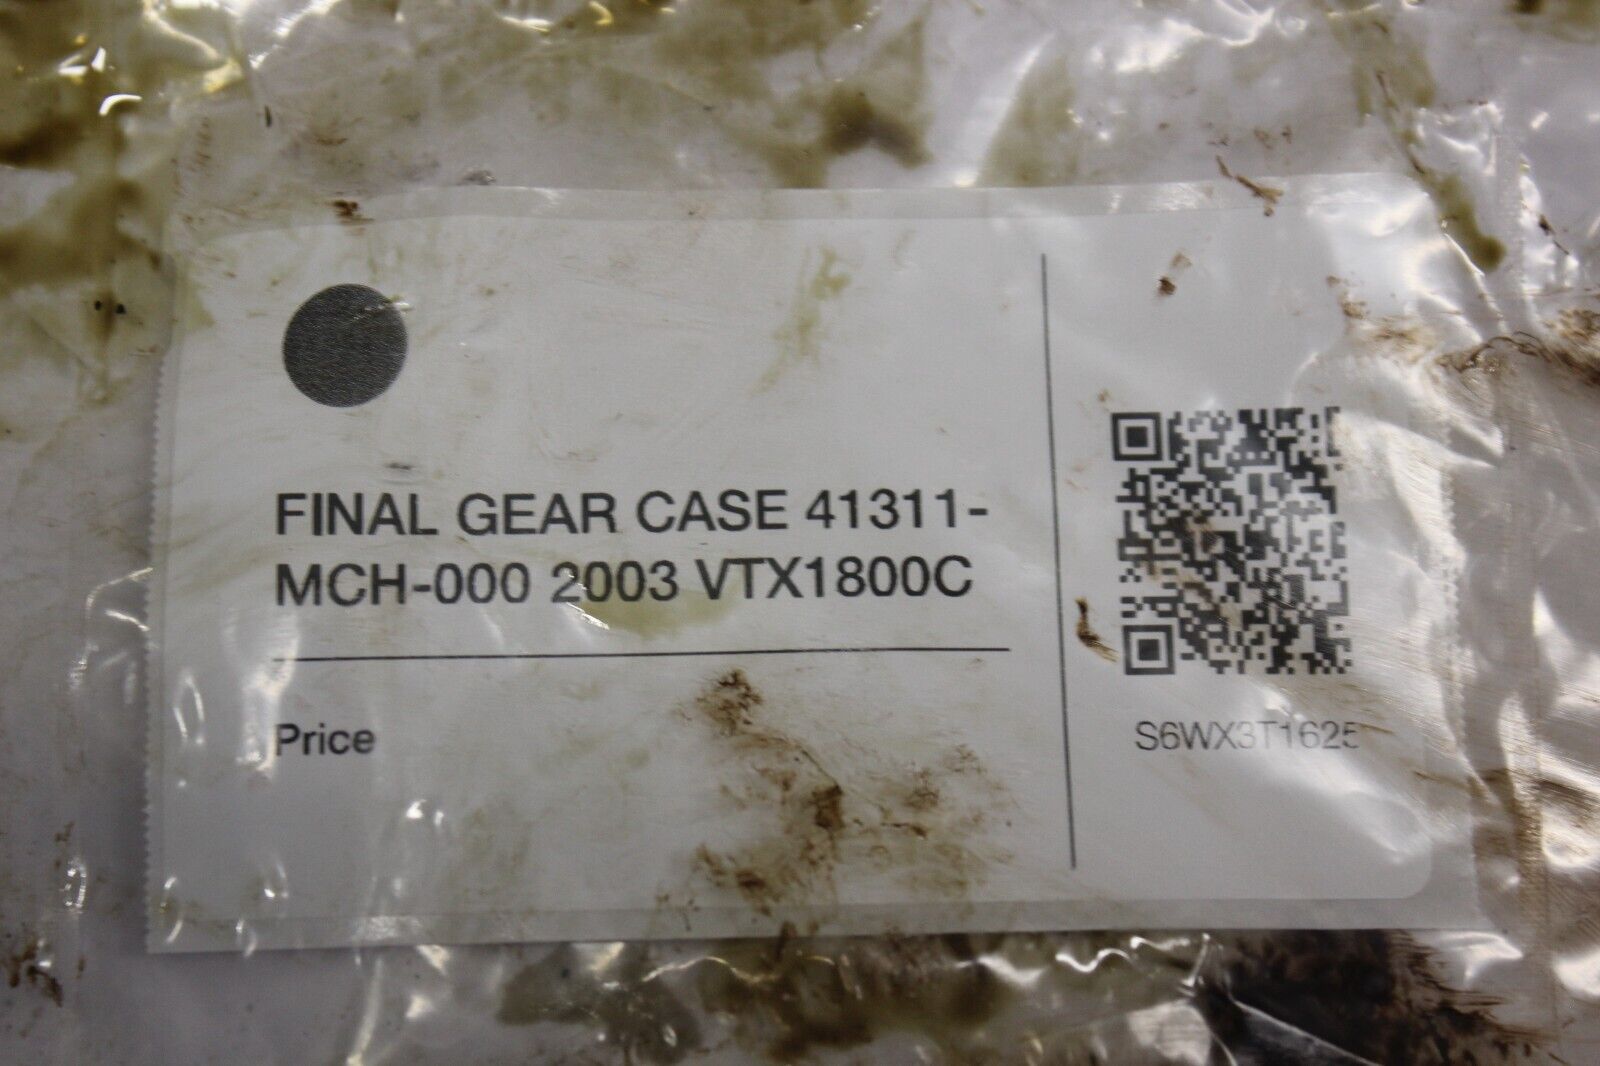 FINAL GEAR CASE 41311-
MCH-000 2003 VTX1800C
Price
S6WX3T1625